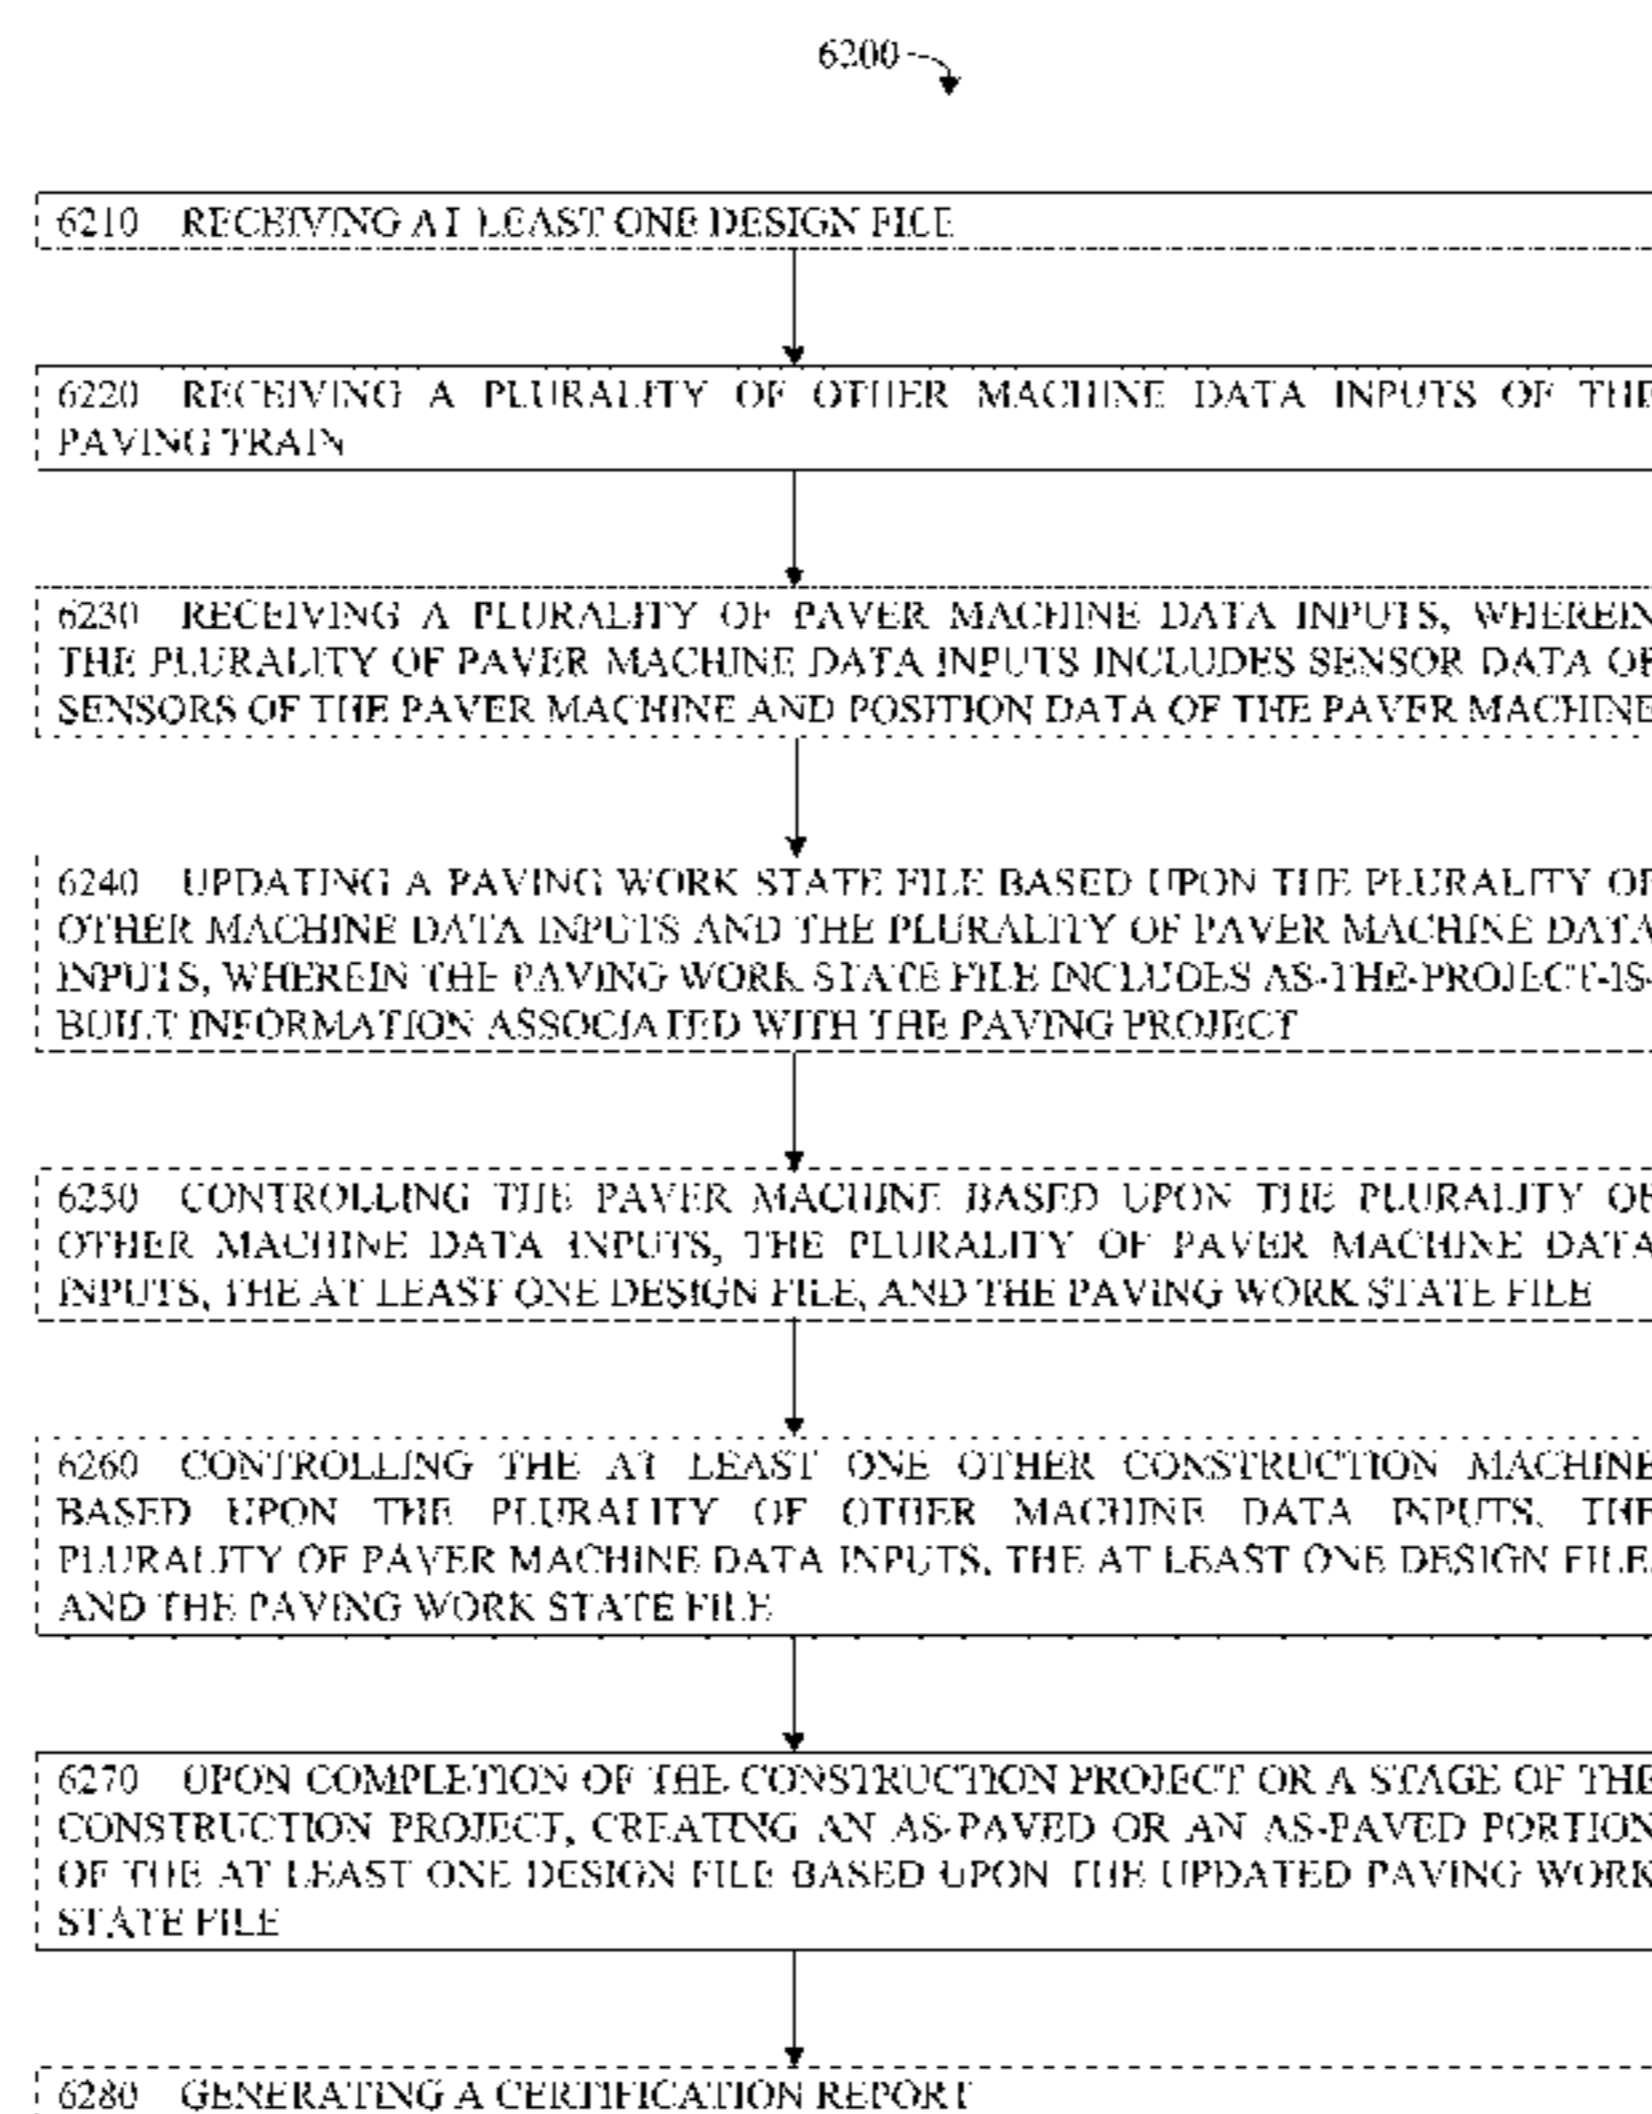 6200
6210 RECEIVING AT LEAST ONE DESIGN FILE
6220 RECEIVING A PLURALITY OF OTHER MACHINE DATA INPUTS OF THE
PAVING TRAIN
6230 RECEIVING A PLURALITY OF PAVER MACHINE DATA INPUTS, WHEREIN
THE PLURALITY OF PAVER MACHINE DATA INPUTS INCLUDES SENSOR DATA OF
SENSORS OF THE PAVER MACHINE AND POSITION DATA OF THE PAVER MACHINE
6240 UPDATING A PAVING WORK STATE FILE BASED UPON THE PLURALITY OF
OTHER MACHINE DATA INPUTS AND THE PLURALITY OF PAVER MACHINE DATA
INPUTS, WHEREIN THE PAVING WORK STATE FILE INCLUDES AS-THE-PROJECT-IS-
BUILT INFORMATION ASSOCIATED WITH THE PAVING PROJECT
6250 CONTROLLING THE PAVER MACHINE BASED UPON THE PLURALITY OF
OTHER MACHINE DATA INPUTS, THE PLURALITY OF PAVER MACHINE DATA
INPUTS, THE AT LEAST ONE DESIGN FILE, AND THE PAVING WORK STATE FILE
6260 CONTROLLING THE AT LEAST ONE OTHER CONSTRUCTION MACHINE
BASED UPON THE PLURALITY OF OTHER MACHINE DATA INPUTS, THE
PLURALITY OF PAVER MACHINE DATA INPUTS, THE AT LEAST ONE DESIGN FILE,
AND THE PAVING WORK STATE FILE
6270 UPON COMPLETION OF THE CONSTRUCTION PROJECT OR A STAGE OF THE
CONSTRUCTION PROJECT, CREATING AN AS-PAVED OR AN AS-PAVED PORTION
OF THE AT LEAST ONE DESIGN FILE BASED UPON THE UPDATED PAVING WORK
STATE FILE
6280 GENERATING A CERTIFICATION REPORT